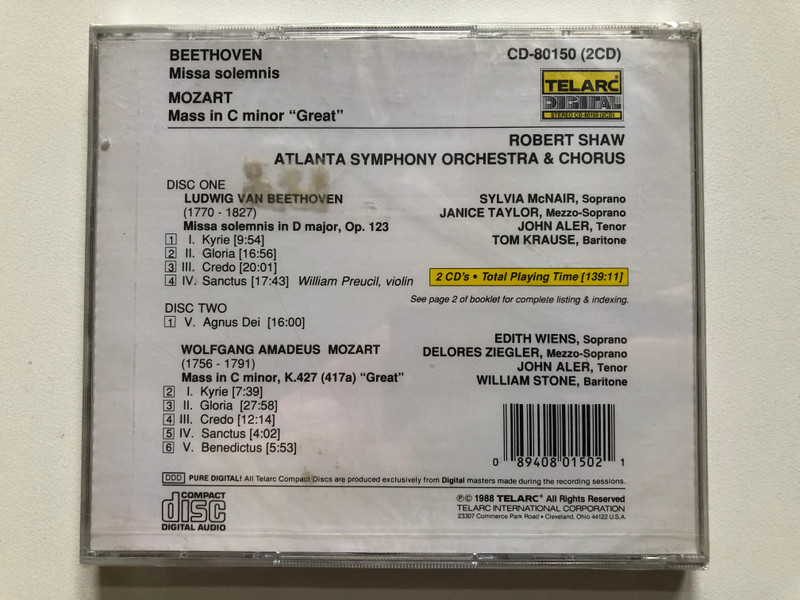 BEETHOVEN
Missa solemnis
MOZART
Mass in C minor “Great”
CD-80150 (2CD)
TELARC®
DIGITAL
STEREO CD-80150 (2CD)
ROBERT SHAW
ATLANTA SYMPHONY ORCHESTRA & CHORUS
DISC ONE
LUDWIG VAN BEETHOVEN
(1770 - 1827)
Missa solemnis in D major, Op. 123
1 I. Kyrie [9:54]
2 II. Gloria [16:56]
3 III. Credo [20:01]
4 IV. Sanctus [17:43] William Preucil, violin
SYLVIA McNAIR, Soprano
JANICE TAYLOR, Mezzo-Soprano
JOHN ALER, Tenor
TOM KRAUSE, Baritone
2 CD's • Total Playing Time [139:11]
See page 2 of booklet for complete listing & indexing.
DISC TWO
1 V. Agnus Dei [16:00]
WOLFGANG AMADEUS MOZART
(1756 - 1791)
Mass in C minor, K.427 (417a) “Great”
2 I. Kyrie [7:39]
3 II. Gloria [27:58]
4 III. Credo [12:14]
5 IV. Sanctus [4:02]
6 V. Benedictus [5:53]
EDITH WIENS, Soprano
DELORES ZIEGLER, Mezzo-Soprano
JOHN ALER, Tenor
WILLIAM STONE, Baritone
0 89408 01502 1
DDD PURE DIGITAL! All Telarc Compact Discs are produced exclusively from Digital masters made during the recording sessions.
COMPACT
disc
DIGITAL AUDIO
℗© 1988 TELARC® All Rights Reserved
TELARC INTERNATIONAL CORPORATION
23307 Commerce Park Road • Cleveland, Ohio 44122 U.S.A.